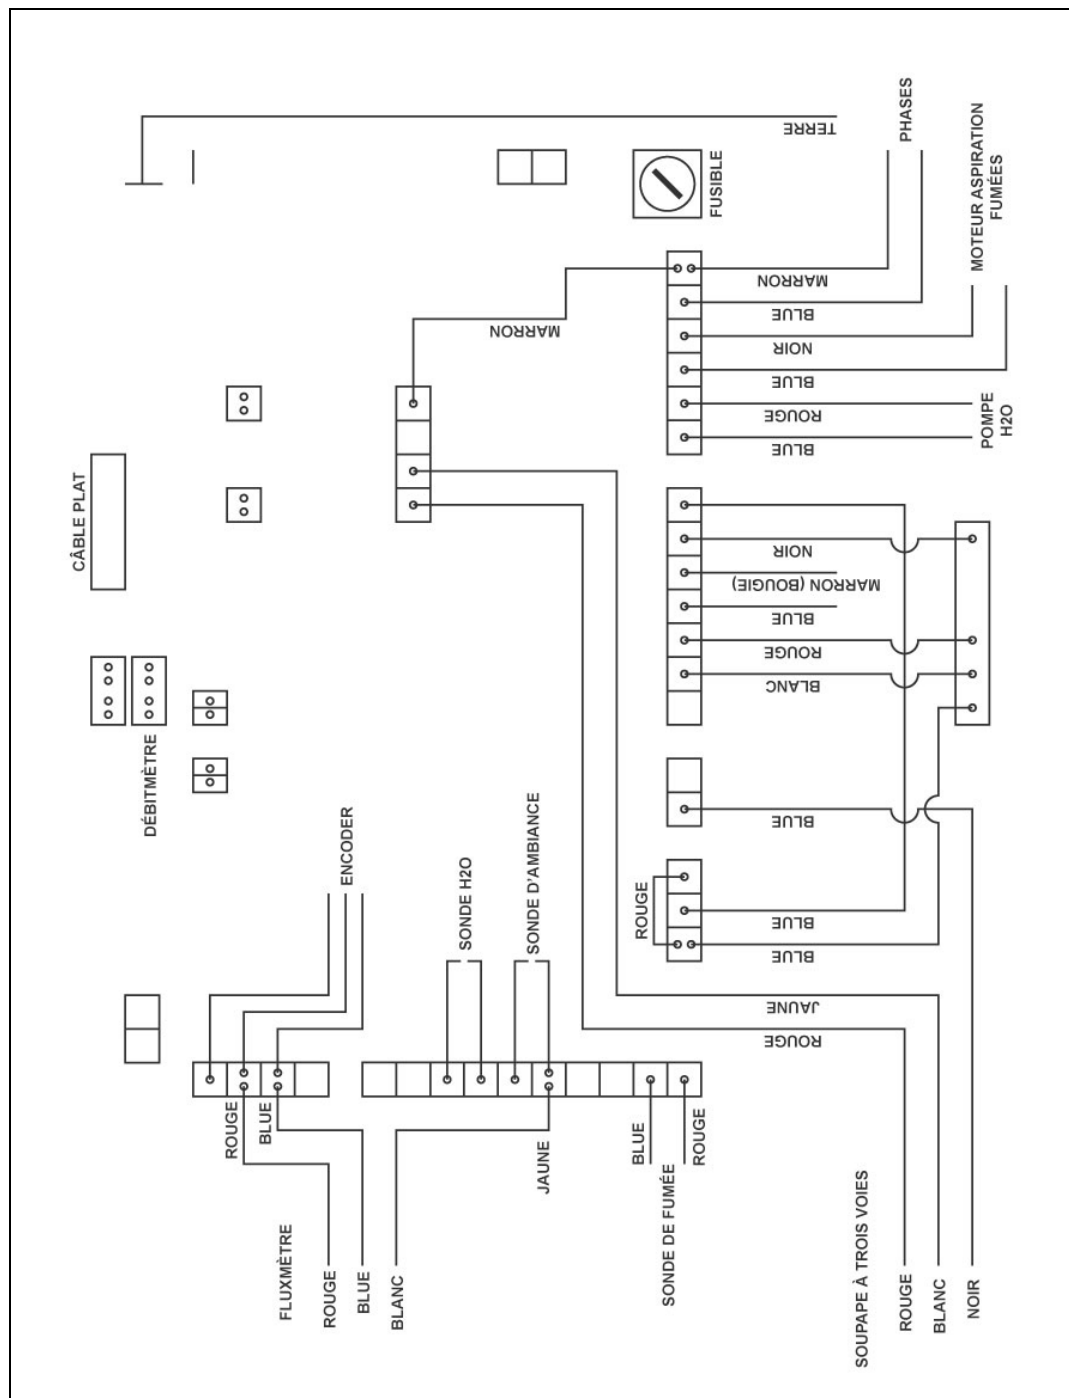 TERRE
PHASES
FUSIBLE
MOTEUR ASPIRATION
FUMÉES
MARRON
MARRON
BLUE
NOIR
BLUE
ROUGE
BLUE
POMPE
H2O
CÂBLE PLAT
NOIR
MARRON (BOUGIE)
BLUE
ROUGE
BLANC
DÉBITMÈTRE
ENCODER
SONDE H2O
SONDE D'AMBIANCE
BLUE
ROUGE
BLUE
BLUE
JAUNE
ROUGE
ROUGE
BLUE
JAUNE
BLUE
ROUGE
FLUXMÈTRE
ROUGE
BLUE
BLANC
SONDE DE FUMÉE
SOUPAPE À TROIS VOIES
ROUGE
BLANC
NOIR